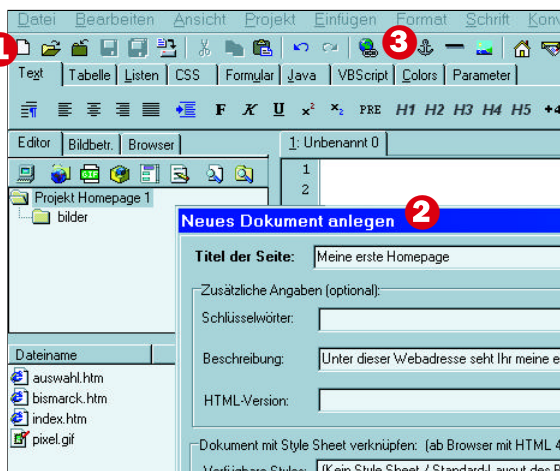 Datei Bearbeiten Ansicht Projekt Einfügen Format Schrift
1 3
Text Tabelle Listen CSS Formular Java VBScript Colors Parameter
F K U x² x₂ PRE H1 H2 H3 H4 H5 +4
Editor Bildbetr. Browser 1: Unbenannt 0
GIF
1
2
Projekt Homepage 1
bilder
Neues Dokument anlegen 2
Titel der Seite: Meine erste Homepage
Zusätzliche Angaben (optional):
Schlüsselwörter:
Beschreibung: Unter dieser Webadresse seht Ihr meine e
HTML-Version:
Dateiname
auswahl.htm
bismarck.htm
index.htm
pixel.gif
Dokument mit Style Sheet verknüpfen: (ab Browser mit HTML 4
(Kein Style Sheet / Standard-Layout des